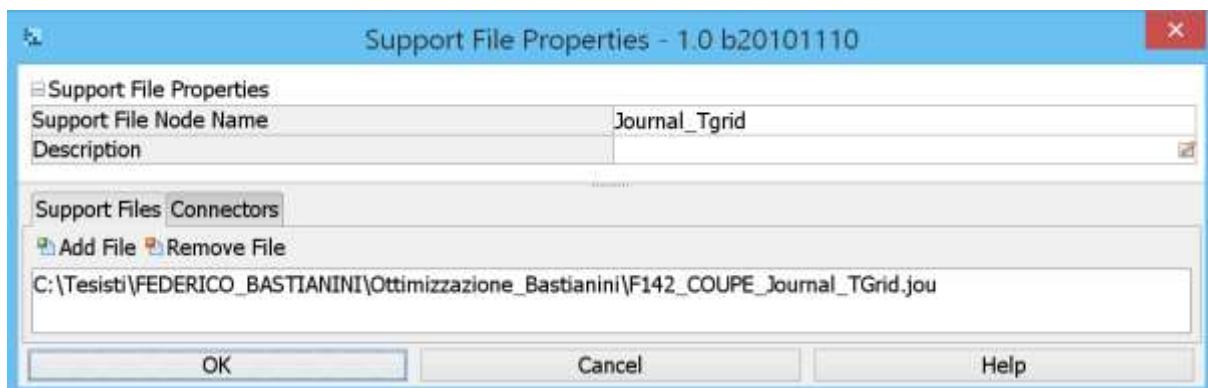 Support File Properties - 1.0 b20101110
Support File Properties
Support File Node Name Journal_Tgrid
Description
Support Files Connectors
Add File Remove File
C:\Tesisti\FEDERICO_BASTIANINI\Ottimizzazione_Bastianini\F142_COUPE_Journal_TGrid.jou
OK Cancel Help